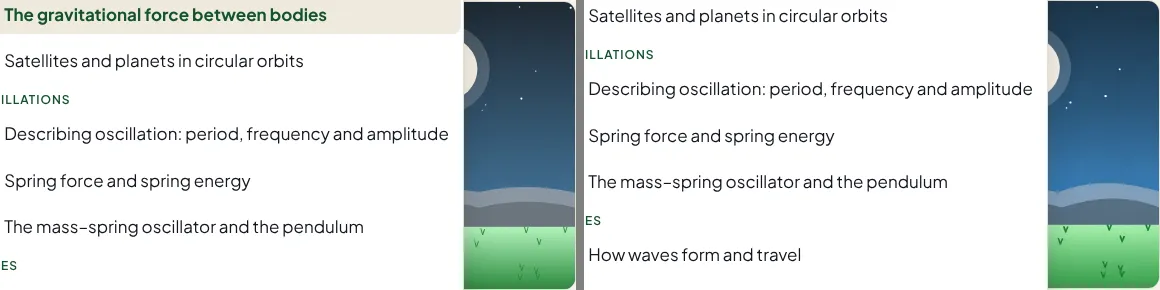 The gravitational force between bodies
Satellites and planets in circular orbits
ILLATIONS
Describing oscillation: period, frequency and amplitude
Spring force and spring energy
The mass–spring oscillator and the pendulum
ES
Satellites and planets in circular orbits
ILLATIONS
Describing oscillation: period, frequency and amplitude
Spring force and spring energy
The mass–spring oscillator and the pendulum
ES
How waves form and travel